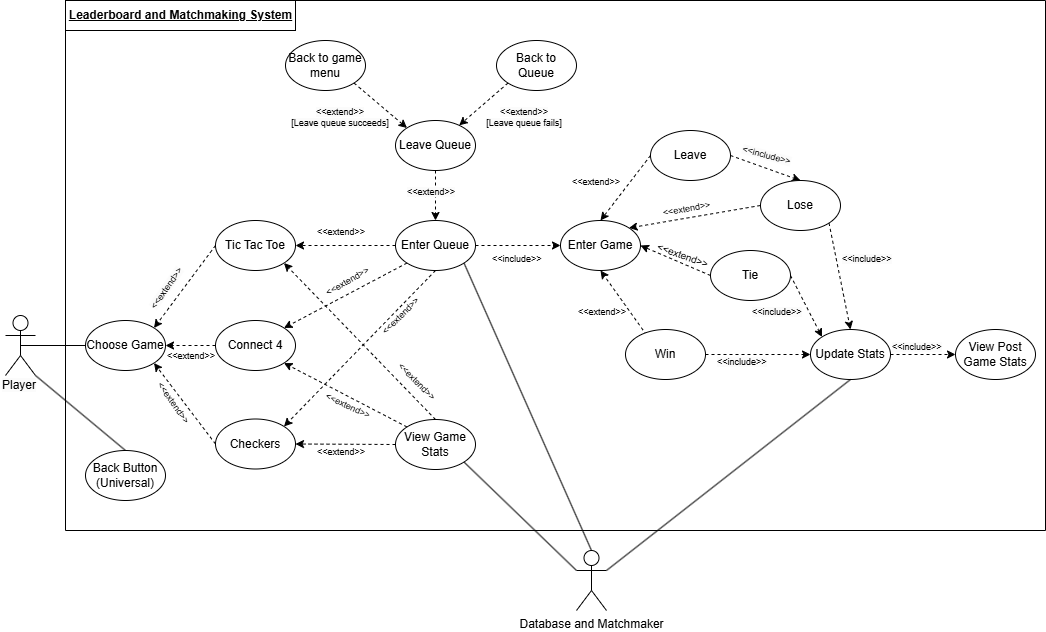 Leaderboard and Matchmaking System
Back to game
menu
Back to
Queue
<<extend>>
[Leave queue succeeds]
<<extend>>
[Leave queue fails]
Leave Queue
Leave
<<include>>
<<extend>>
<<extend>>
Lose
<<extend>>
Tic Tac Toe
<<extend>>
Enter Queue
<<include>>
Enter Game
<<extend>>
Tie
<<include>>
<<extend>>
<<extend>>
<<extend>>
<<include>>
<<extend>>
Choose Game
<<extend>>
Connect 4
Win
<<include>>
Update Stats
<<include>>
View Post
Game Stats
Player
<<extend>>
<<extend>>
<<extend>>
Checkers
<<extend>>
View Game
Stats
Back Button
(Universal)
Database and Matchmaker